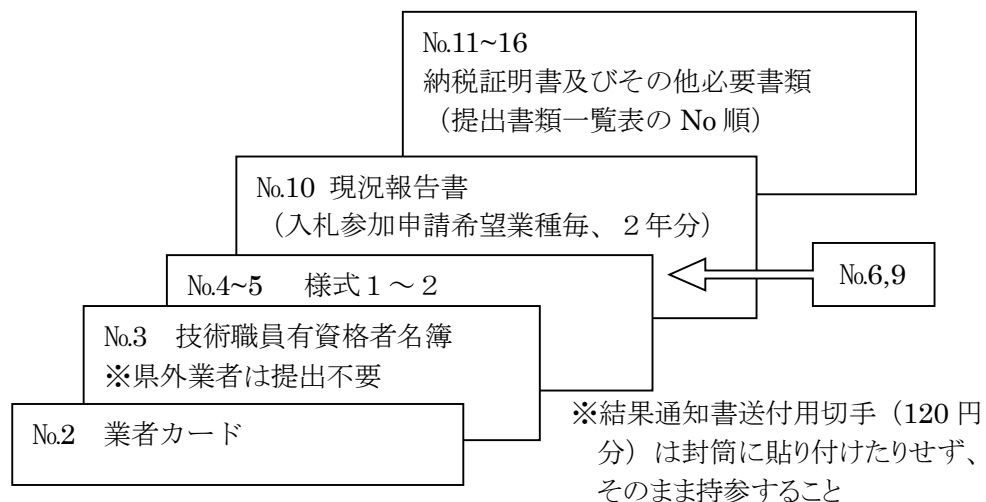 №11~16
納税証明書及びその他必要書類
（提出書類一覧表の No 順）
№10 現況報告書
（入札参加申請希望業種毎、２年分）
№4~5 様式１～２
№6,9
№3 技術職員有資格者名簿
※県外業者は提出不要
№2 業者カード
※結果通知書送付用切手（120 円
分）は封筒に貼り付けたりせず、
そのまま持参すること